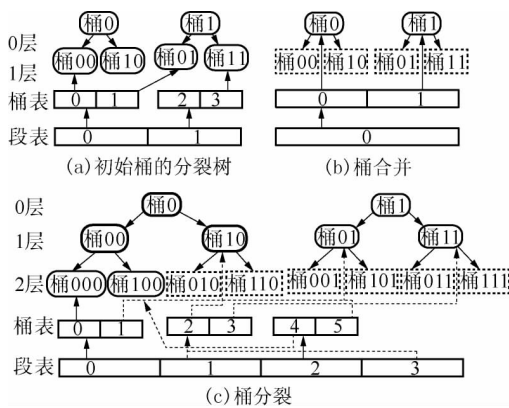 桶0 桶1 桶0 桶1
0层
桶00 桶10 桶01 桶11 桶00 桶10 桶01 桶11
1层
桶表 0 1 2 3 0 1
段表 0 1 0
(a)初始桶的分裂树 (b)桶合并
0层 桶0 桶1
1层 桶00 桶10 桶01 桶11
2层 桶000 桶100 桶010 桶110 桶001 桶101 桶011 桶111
桶表 0 1 2 3 4 5
段表 0 1 2 3
(c)桶分裂